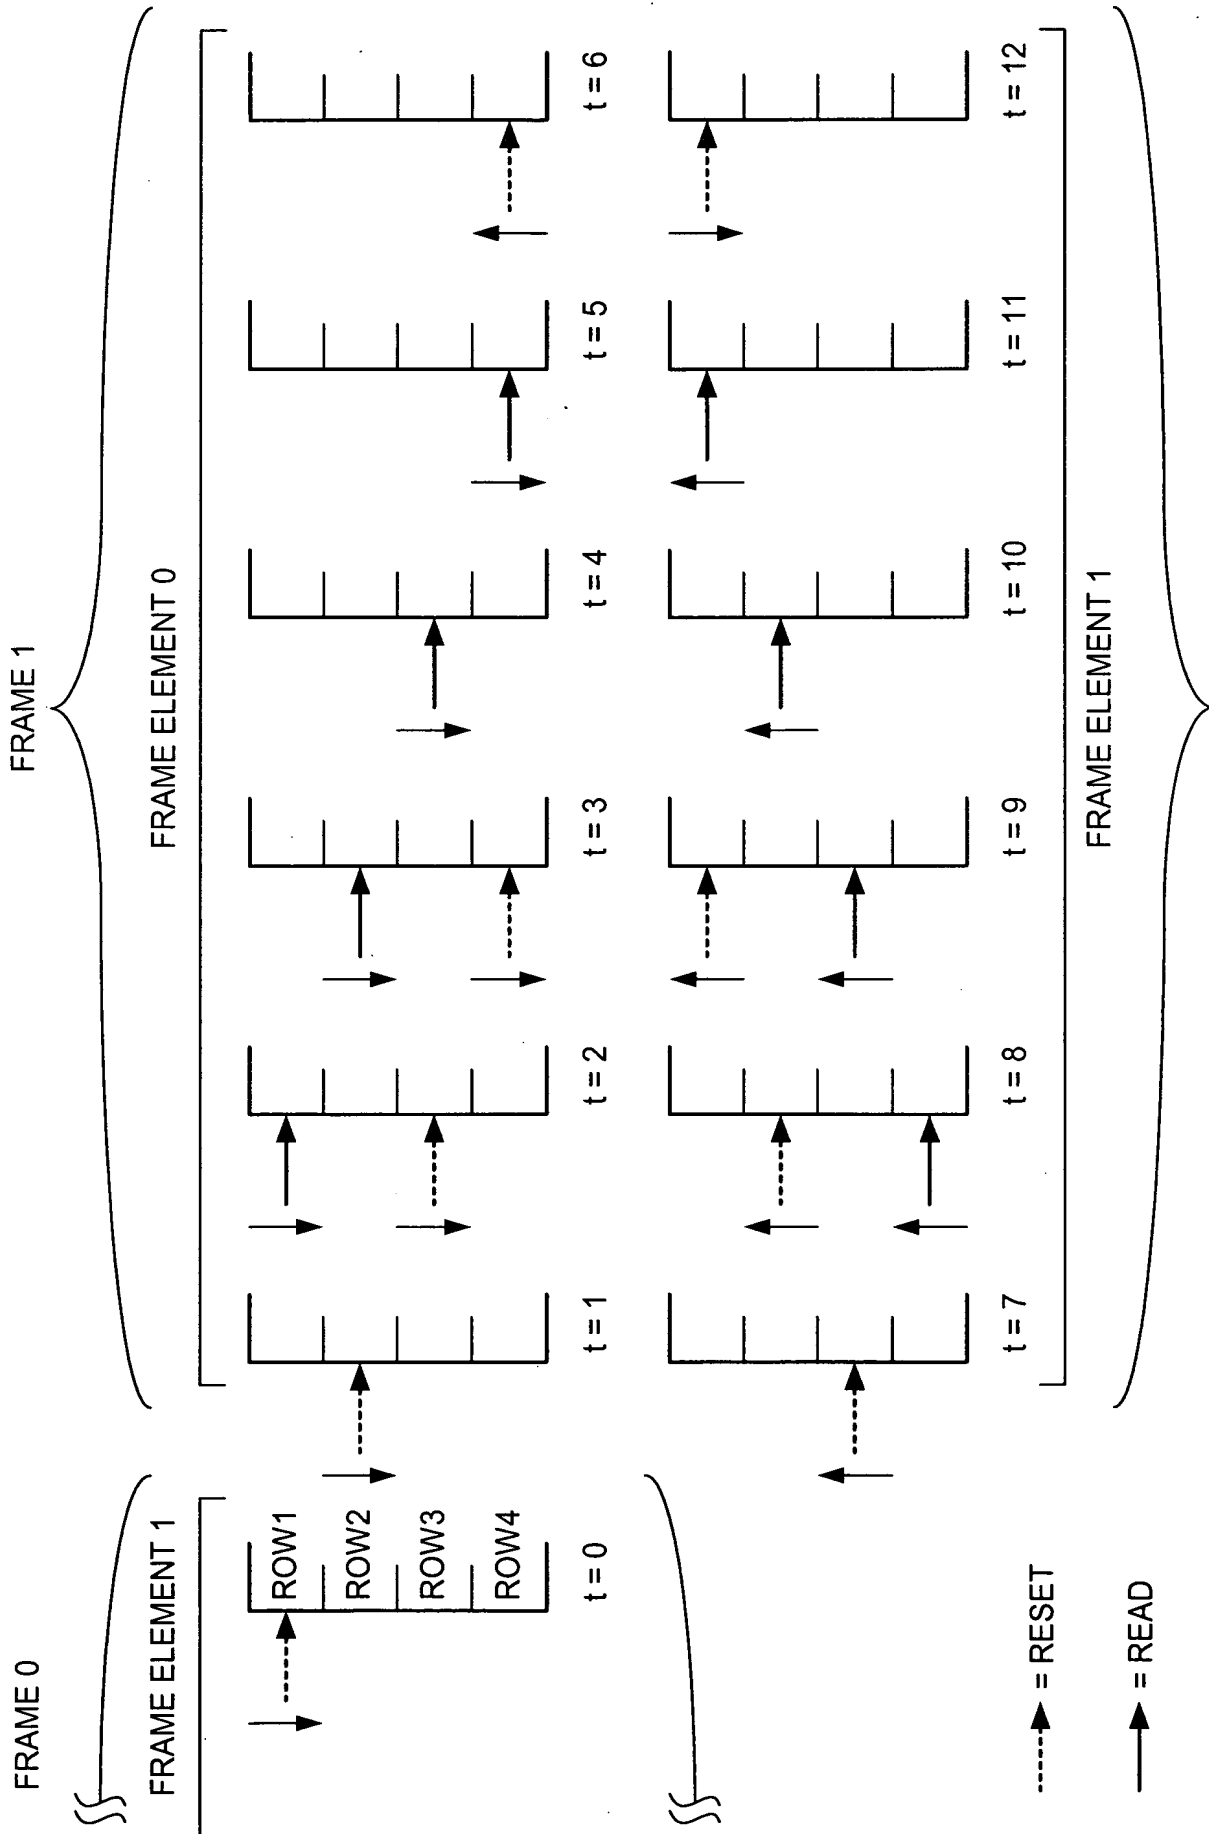 FRAME 0
FRAME 1
FRAME ELEMENT 1
FRAME ELEMENT 0
ROW1
ROW2
ROW3
ROW4
t = 0
t = 1
t = 2
t = 3
t = 4
t = 5
t = 6
t = 7
t = 8
t = 9
t = 10
t = 11
t = 12
FRAME ELEMENT 1
= RESET
= READ